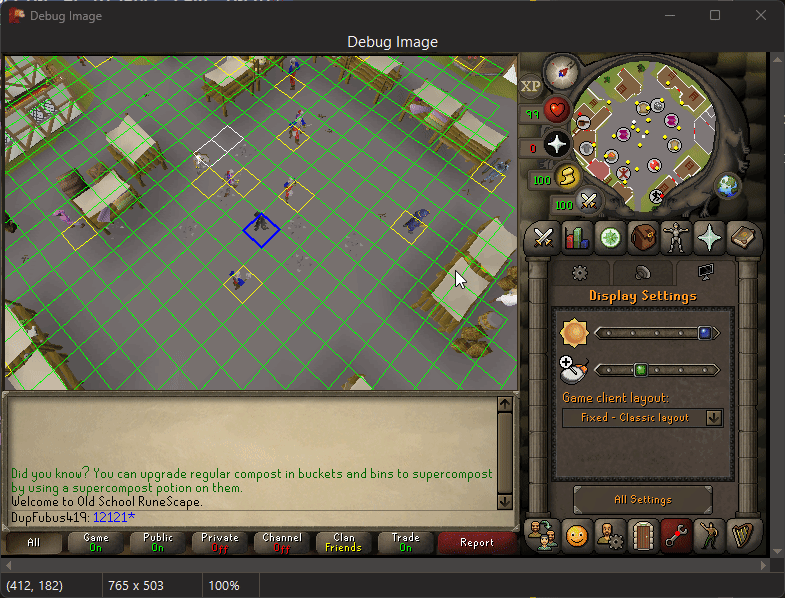 Debug Image
Debug Image
XP
99
0
100
100
Display Settings
Game client layout:
Fixed - Classic layout
All Settings
Did you know? You can upgrade regular compost in buckets and bins to supercompost
by using a supercompost potion on them.
Welcome to Old School RuneScape.
DupFubus419: 12121*
All
Game
On
Public
On
Private
Off
Channel
Off
Clan
Friends
Trade
On
Report
(412, 182)
765 x 503
100%